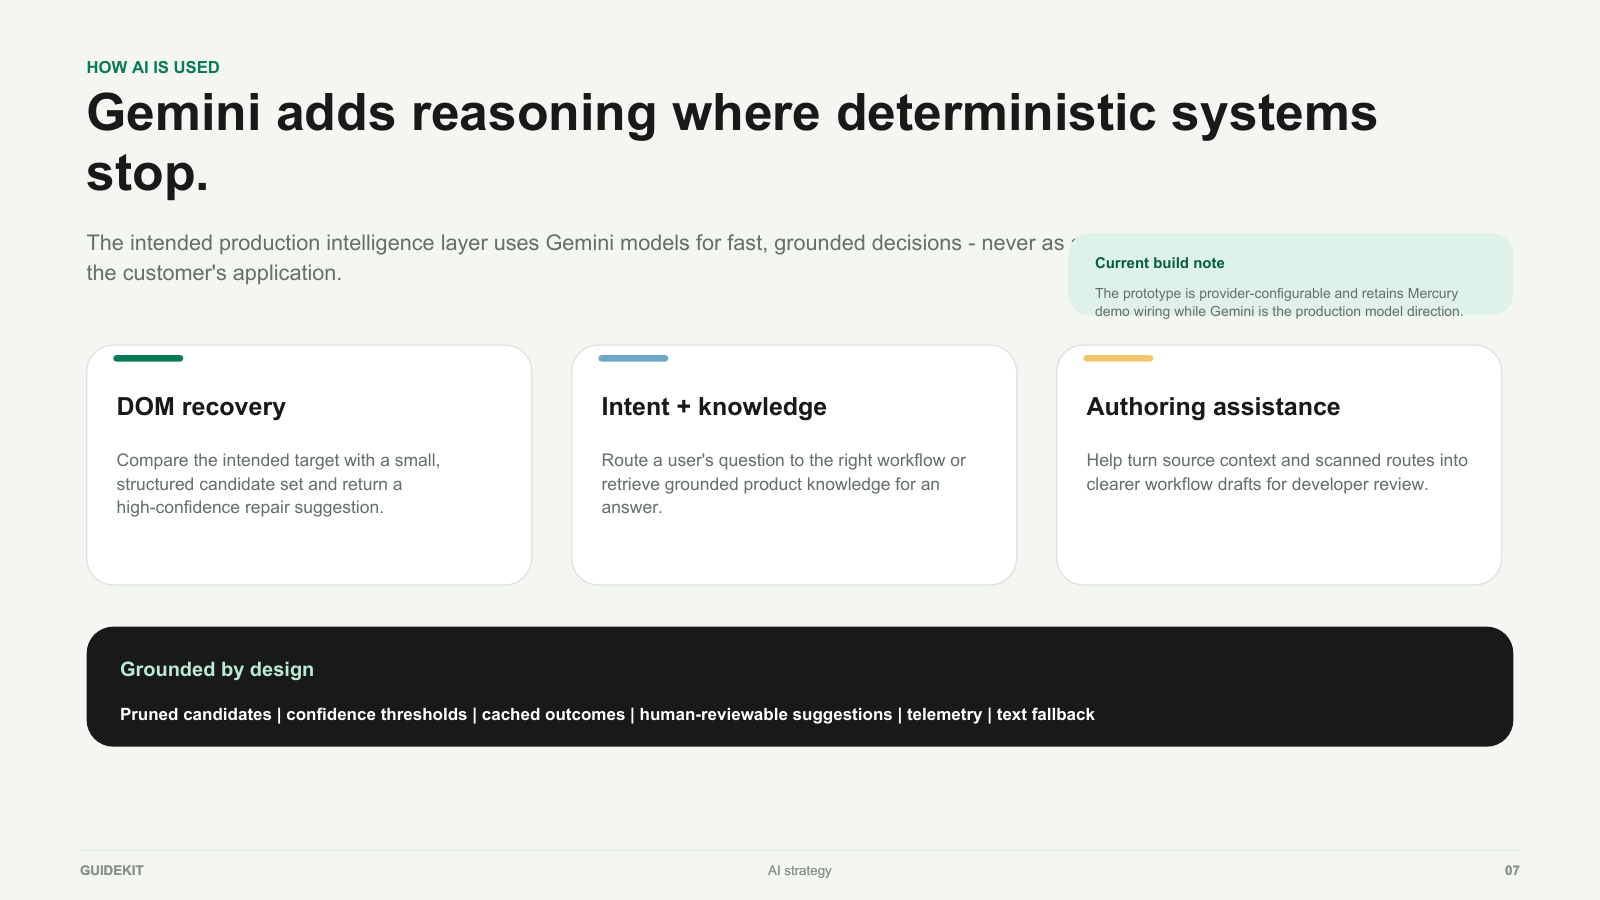 HOW AI IS USED
Gemini adds reasoning where deterministic systems
stop.
The intended production intelligence layer uses Gemini models for fast, grounded decisions - never as
the customer's application.
Current build note
The prototype is provider-configurable and retains Mercury
demo wiring while Gemini is the production model direction.
DOM recovery
Compare the intended target with a small,
structured candidate set and return a
high-confidence repair suggestion.
Intent + knowledge
Route a user's question to the right workflow or
retrieve grounded product knowledge for an
answer.
Authoring assistance
Help turn source context and scanned routes into
clearer workflow drafts for developer review.
Grounded by design
Pruned candidates | confidence thresholds | cached outcomes | human-reviewable suggestions | telemetry | text fallback
GUIDEKIT
AI strategy
07